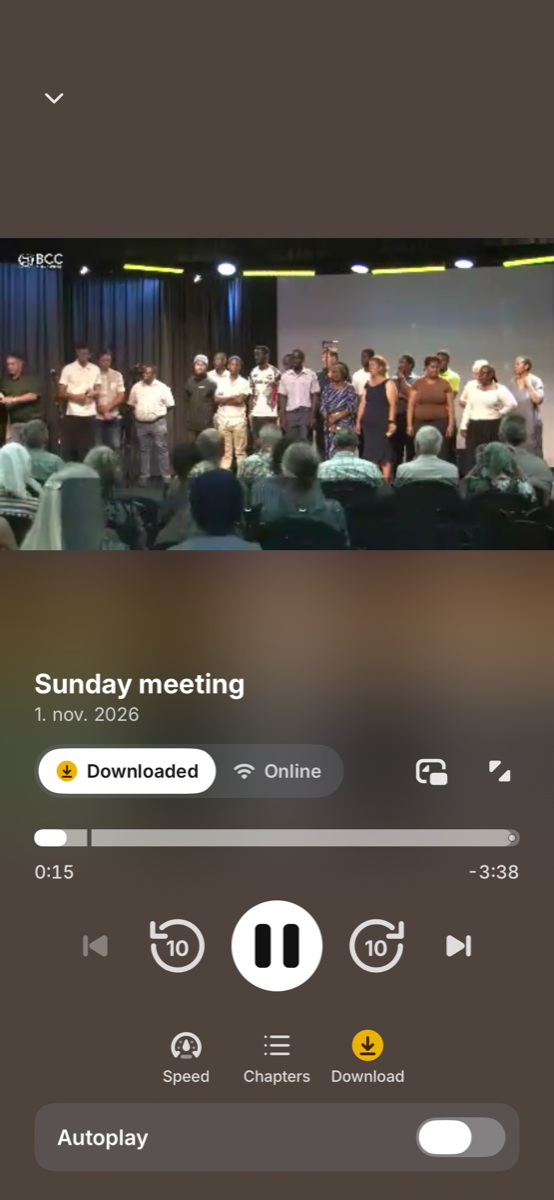 BCC
Sunday meeting
1. nov. 2026
Downloaded
Online
0:15
-3:38
10
10
Speed
Chapters
Download
Autoplay